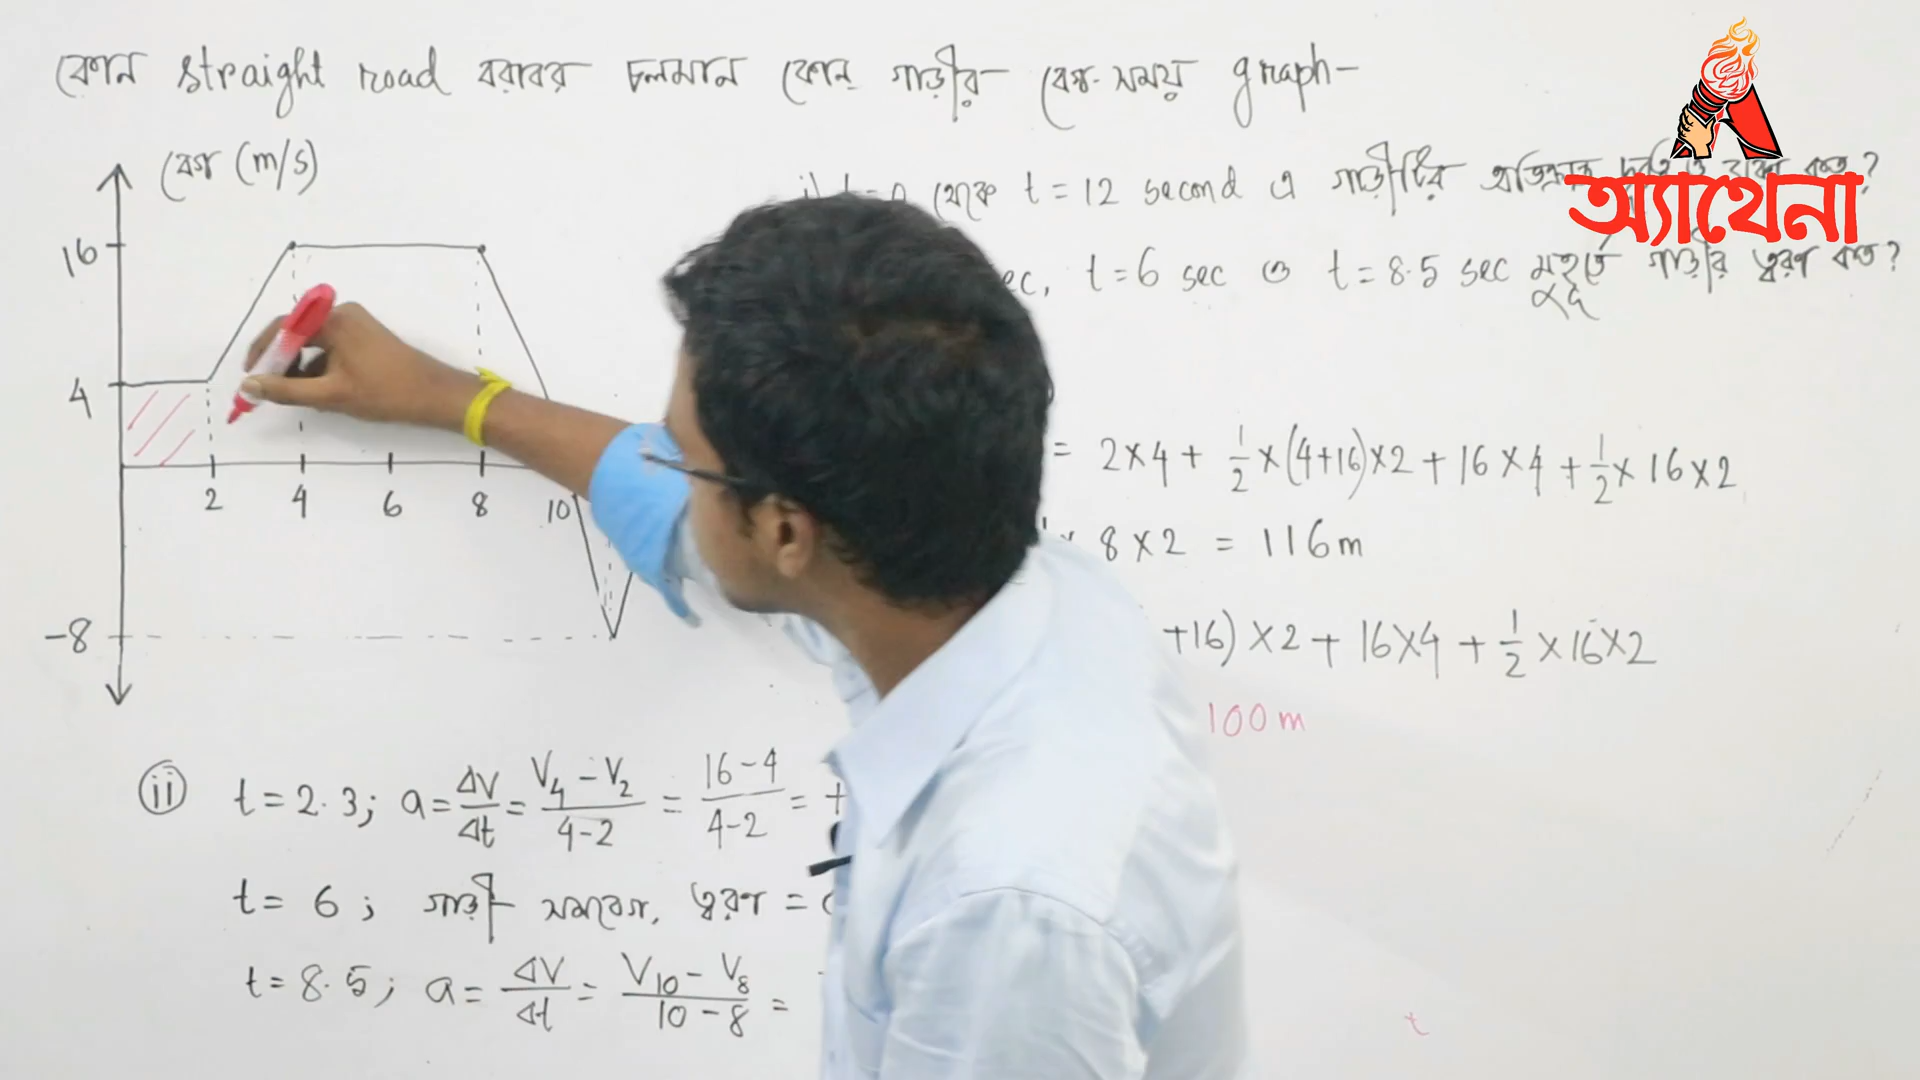 কোন straight road বরাবর চলমান কোন গাড়ীর বেগ-সময় graph-
বেগ (m/s)
অ্যাথেনা
থেকে t = 12 second এ গাড়ীটির অতিক্রান্ত
ec, t = 6 sec ও t = 8.5 sec মুহূর্তে গাড়ীর ত্বরণ কত?
16
4
-8
2 4 6 8 10
= 2×4 + 1/2 ×(4+16)×2 + 16×4 + 1/2 × 16×2
8×2 = 116m
+16)×2 + 16×4 + 1/2 ×16×2
100m
ii t = 2.3; a = ΔV/Δt = V4 - V2 / 4-2 = 16-4 / 4-2 = +
t = 6; গাড়ী সমবেগ, ত্বরণ =
t = 8.5; a = ΔV/Δt = V10 - V8 / 10-8 =
t